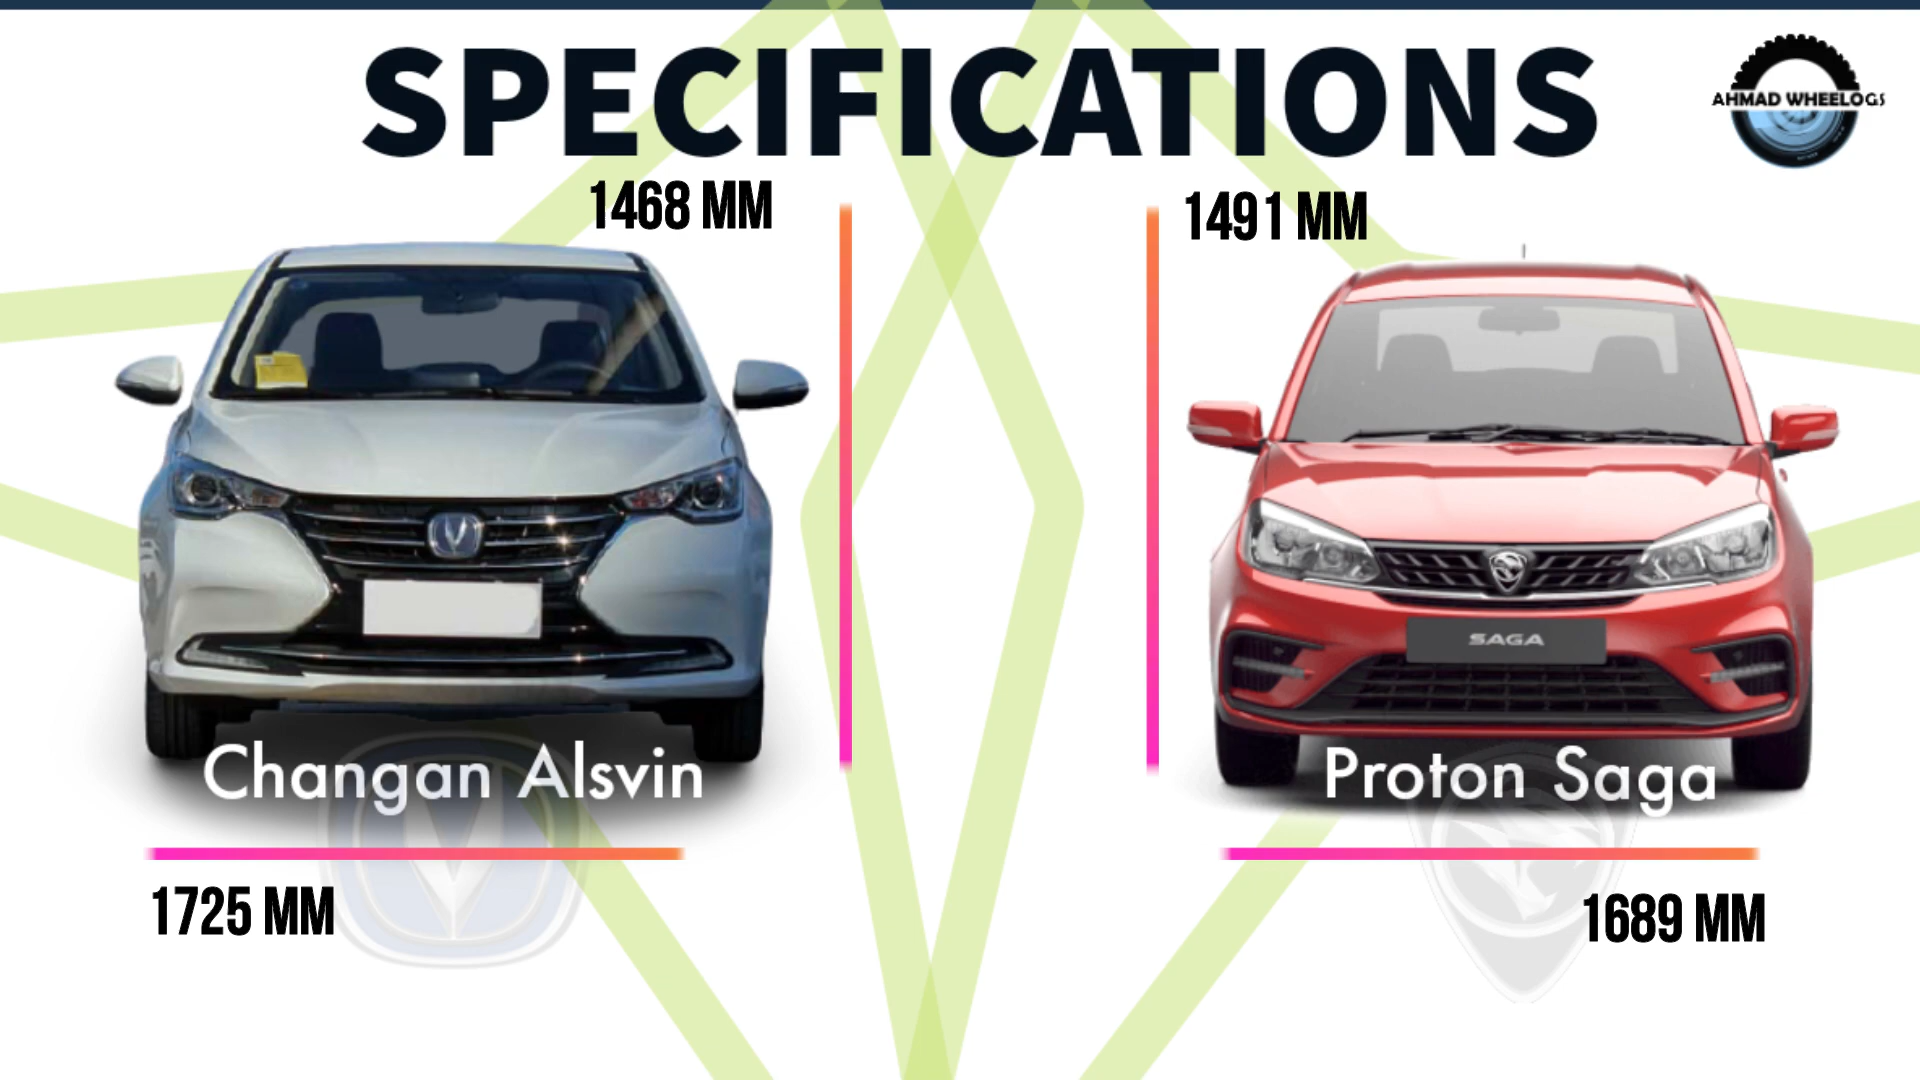 SPECIFICATIONS
AHMAD WHEELOGS
1468 MM
1491 MM
SAGA
Changan Alsvin
Proton Saga
1725 MM
1689 MM